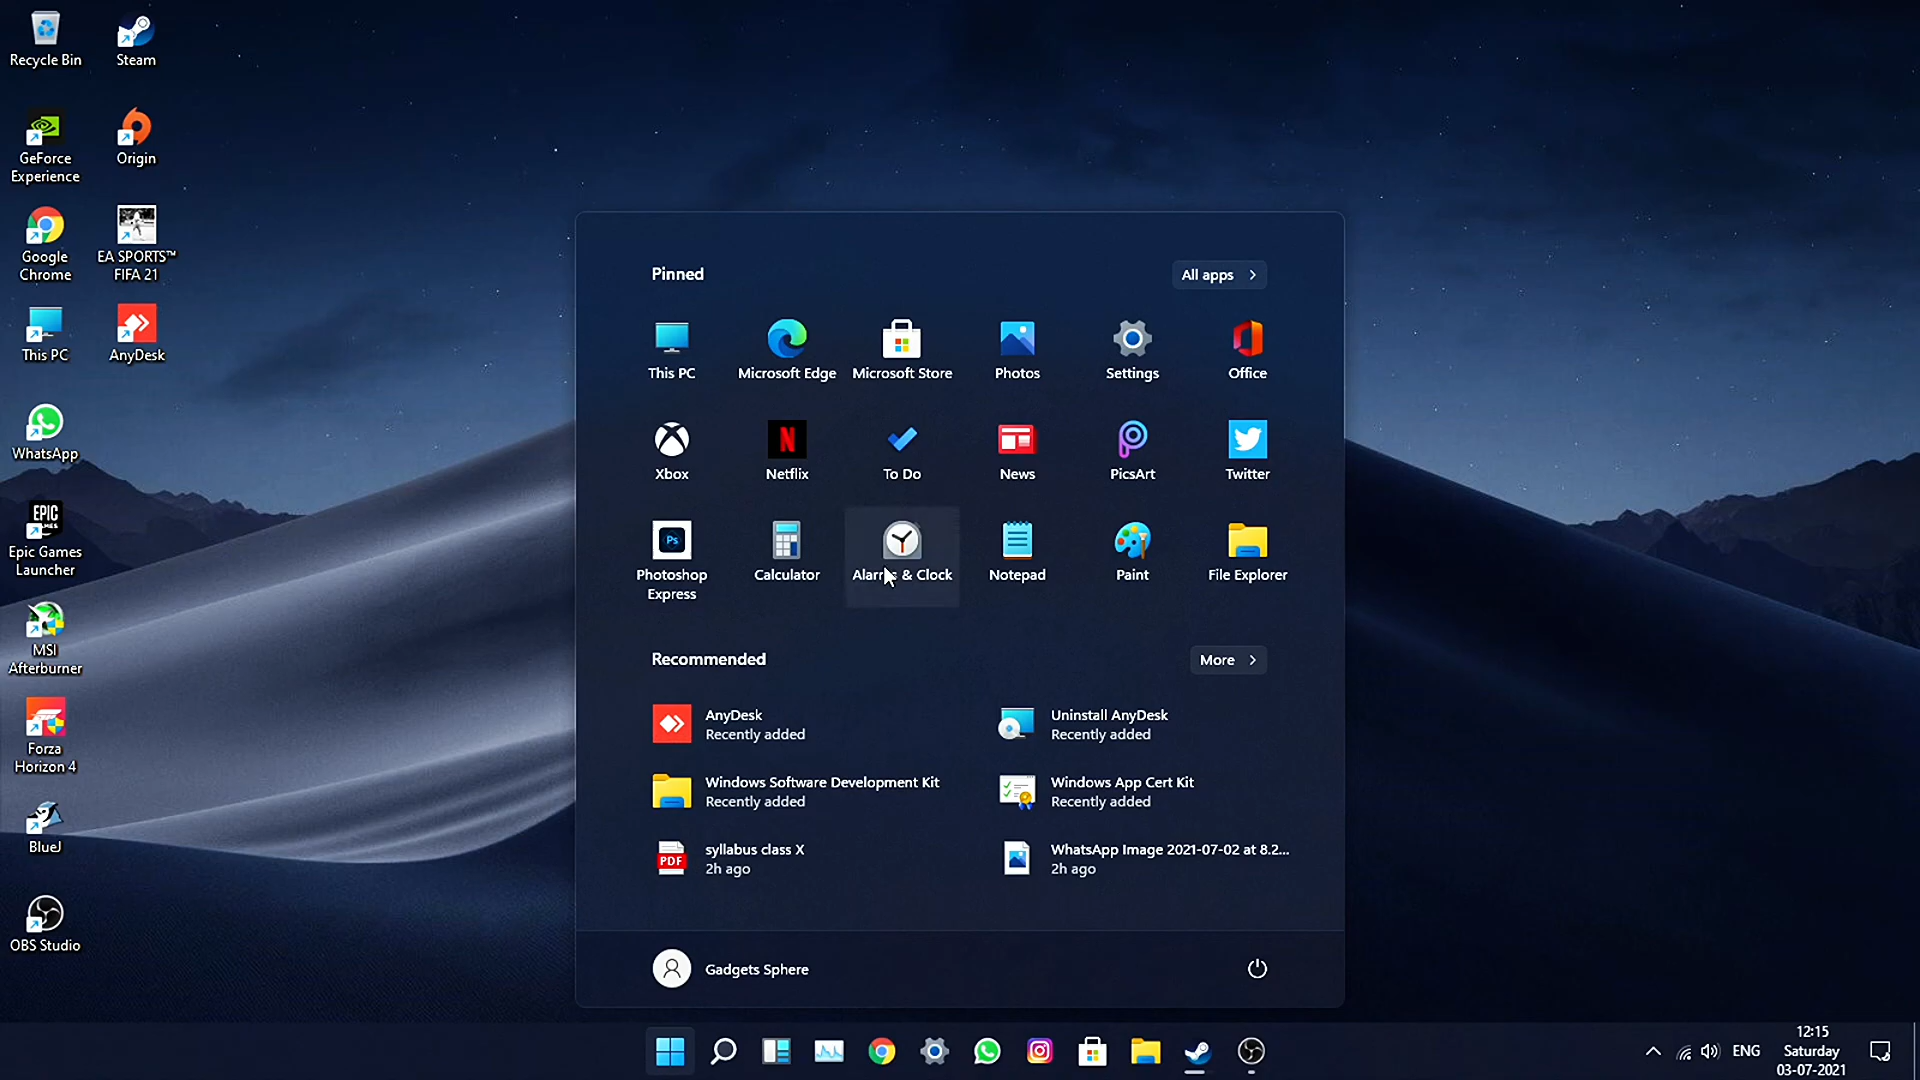 Recycle Bin
Steam
GeForce
Experience
Origin
Google
Chrome
EA SPORTS™
FIFA 21
This PC
AnyDesk
WhatsApp
EPIC
GAMES
Epic Games
Launcher
MSI
Afterburner
Forza
Horizon 4
BlueJ
OBS Studio
Pinned
All apps
This PC
Microsoft Edge
Microsoft Store
Photos
Settings
Office
Xbox
N
Netflix
To Do
News
PicsArt
Twitter
Ps
Photoshop
Express
Calculator
Alarms & Clock
Notepad
Paint
File Explorer
Recommended
More
AnyDesk
Recently added
Uninstall AnyDesk
Recently added
Windows Software Development Kit
Recently added
Windows App Cert Kit
Recently added
PDF
syllabus class X
2h ago
WhatsApp Image 2021-07-02 at 8.2...
2h ago
Gadgets Sphere
ENG
12:15
Saturday
03-07-2021